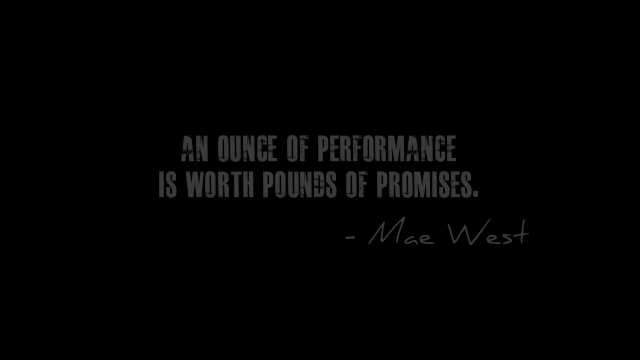 AN OUNCE OF PERFORMANCE
IS WORTH POUNDS OF PROMISES.
- Mae West